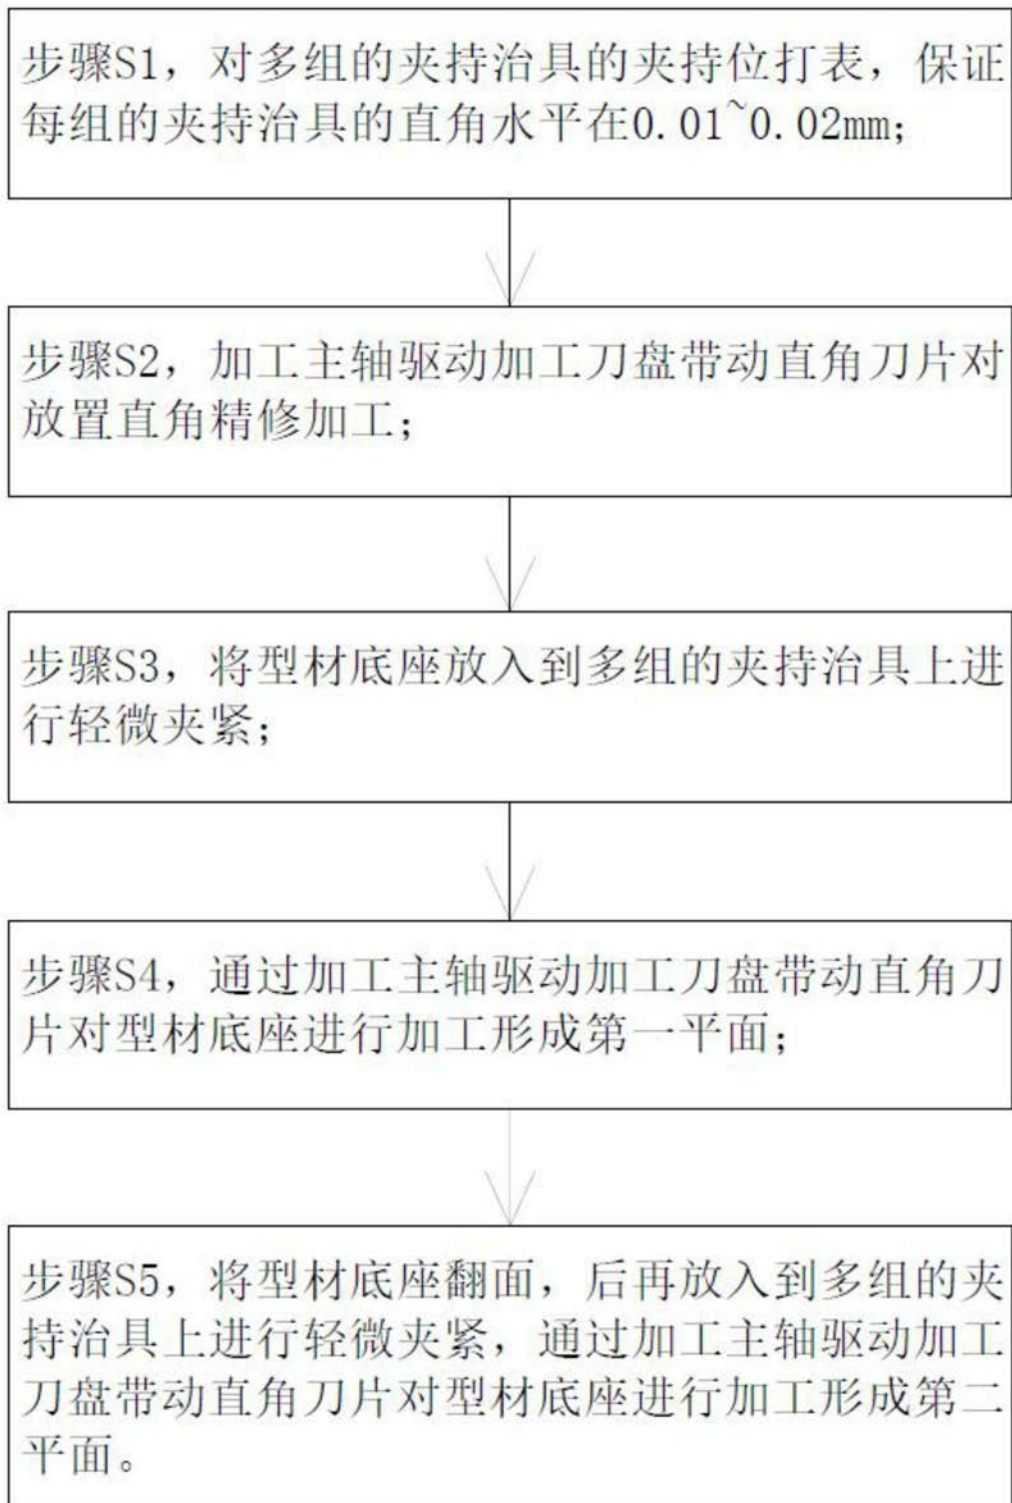 步骤S1，对多组的夹持治具的夹持位打表，保证
每组的夹持治具的直角水平在0.01~0.02mm；
步骤S2，加工主轴驱动加工刀盘带动直角刀片对
放置直角精修加工；
步骤S3，将型材底座放入到多组的夹持治具上进
行轻微夹紧；
步骤S4，通过加工主轴驱动加工刀盘带动直角刀
片对型材底座进行加工形成第一平面；
步骤S5，将型材底座翻面，后再放入到多组的夹
持治具上进行轻微夹紧，通过加工主轴驱动加工
刀盘带动直角刀片对型材底座进行加工形成第二
平面。